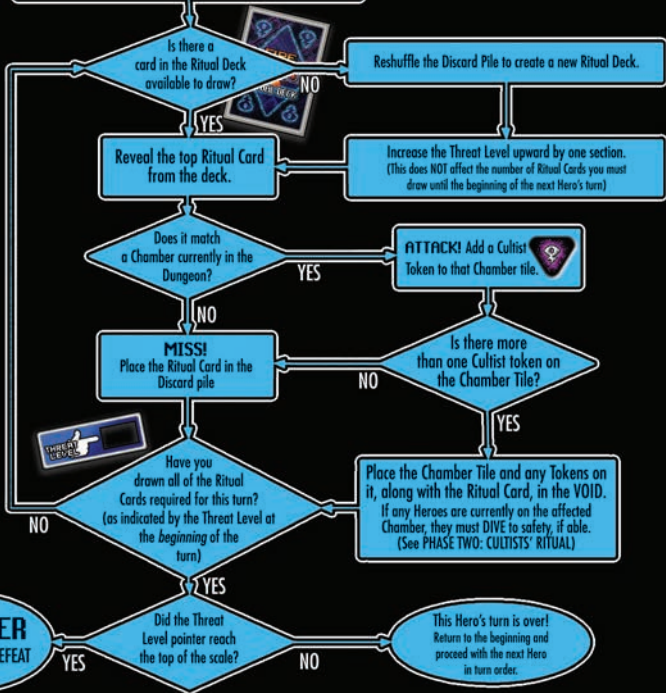 Is there a
card in the Ritual Deck
available to draw?
NO
Reshuffle the Discard Pile to create a new Ritual Deck.
YES
Reveal the top Ritual Card
from the deck.
Increase the Threat Level upward by one section.
(This does NOT affect the number of Ritual Cards you must
draw until the beginning of the next Hero's turn)
Does it match
a Chamber currently in the
Dungeon?
YES
ATTACK! Add a Cultist
Token to that Chamber tile.
NO
MISS!
Place the Ritual Card in the
Discard pile
NO
Is there more
than one Cultist token on
the Chamber Tile?
YES
THREAT
LEVEL
Have you
drawn all of the Ritual
Cards required for this turn?
(as indicated by the Threat Level at
the beginning of the
turn)
NO
Place the Chamber Tile and any Tokens on
it, along with the Ritual Card, in the VOID.
If any Heroes are currently on the affected
Chamber, they must DIVE to safety, if able.
(See PHASE TWO: CULTISTS' RITUAL)
YES
ER
EFEAT
YES
Did the Threat
Level pointer reach
the top of the scale?
NO
This Hero's turn is over!
Return to the beginning and
proceed with the next Hero
in turn order.